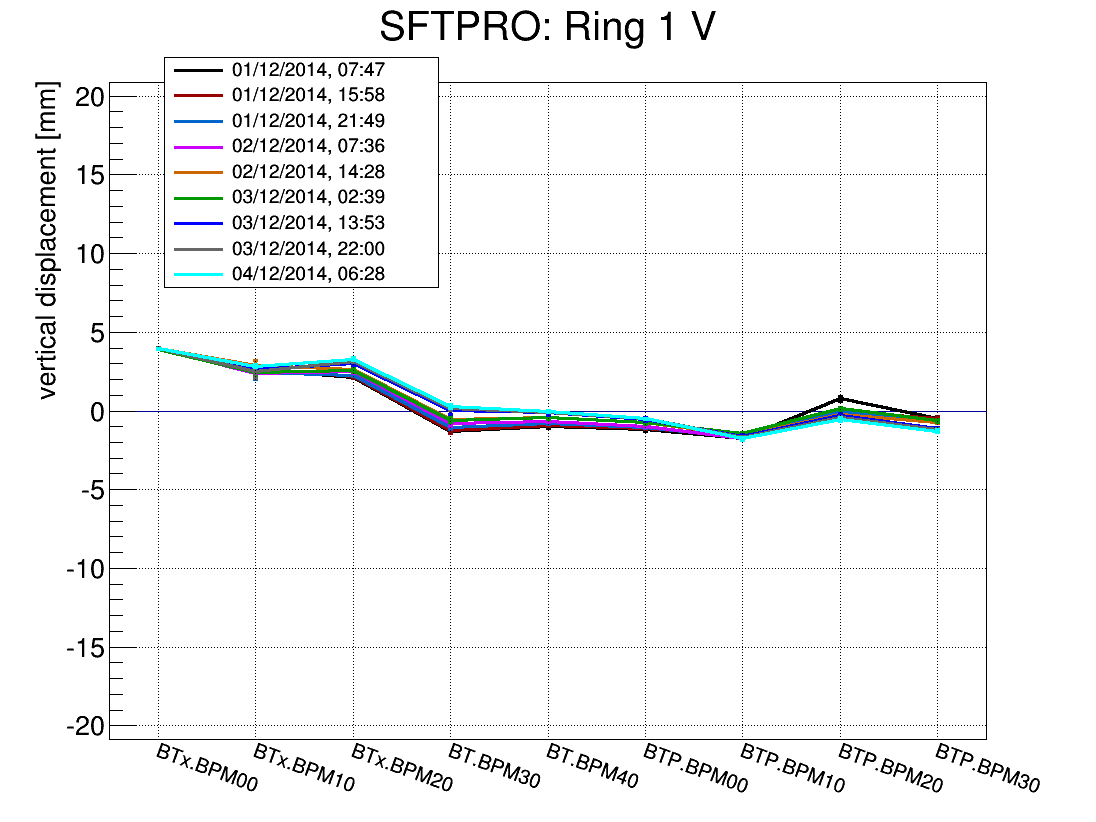 SFTPRO: Ring 1 V
vertical displacement [mm]
01/12/2014, 07:47
01/12/2014, 15:58
01/12/2014, 21:49
02/12/2014, 07:36
02/12/2014, 14:28
03/12/2014, 02:39
03/12/2014, 13:53
03/12/2014, 22:00
04/12/2014, 06:28
20
15
10
5
0
-5
-10
-15
-20
BTx.BPM00
BTx.BPM10
BTx.BPM20
BT.BPM30
BT.BPM40
BTP.BPM00
BTP.BPM10
BTP.BPM20
BTP.BPM30